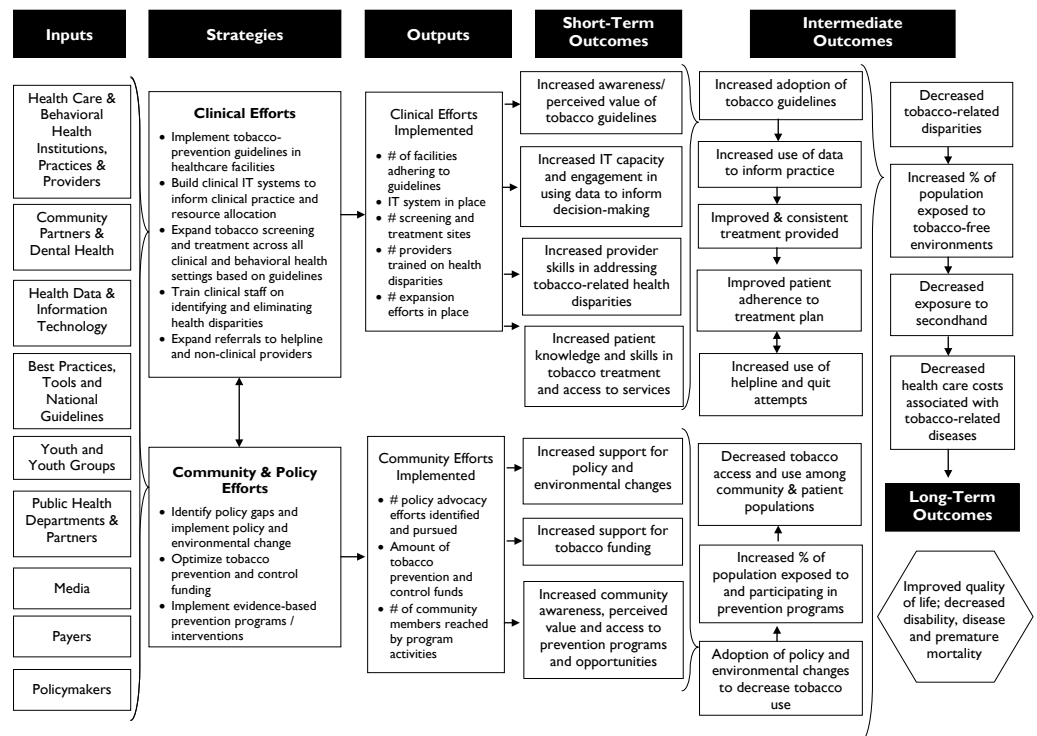 Inputs
Strategies
Outputs
Short-Term
Outcomes
Intermediate
Outcomes
Health Care &
Behavioral
Health
Institutions,
Practices &
Providers
Community
Partners &
Dental Health
Health Data &
Information
Technology
Best Practices,
Tools and
National
Guidelines
Youth and
Youth Groups
Public Health
Departments &
Partners
Media
Payers
Policymakers
Clinical Efforts
• Implement tobacco-
prevention guidelines in
healthcare facilities
• Build clinical IT systems to
inform clinical practice and
resource allocation
• Expand tobacco screening
and treatment across all
clinical and behavioral health
settings based on guidelines
• Train clinical staff on
identifying and eliminating
health disparities
• Expand referrals to helpline
and non-clinical providers
Community & Policy
Efforts
• Identify policy gaps and
implement policy and
environmental change
• Optimize tobacco
prevention and control
funding
• Implement evidence-based
prevention programs /
interventions
Clinical Efforts
Implemented
• # of facilities
adhering to
guidelines
• IT system in place
• # screening and
treatment sites
• # providers
trained on health
disparities
• # expansion
efforts in place
Community Efforts
Implemented
• # policy advocacy
efforts identified
and pursued
• Amount of
tobacco
prevention and
control funds
• # of community
members reached
by program
activities
Increased awareness/
perceived value of
tobacco guidelines
Increased IT capacity
and engagement in
using data to inform
decision-making
Increased provider
skills in addressing
tobacco-related health
disparities
Increased patient
knowledge and skills in
tobacco treatment
and access to services
Increased support for
policy and
environmental changes
Increased support for
tobacco funding
Increased community
awareness, perceived
value and access to
prevention programs
and opportunities
Increased adoption of
tobacco guidelines
Increased use of data
to inform practice
Improved & consistent
treatment provided
Improved patient
adherence to
treatment plan
Increased use of
helpline and quit
attempts
Decreased tobacco
access and use among
community & patient
populations
Increased % of
population exposed to
and participating in
prevention programs
Adoption of policy and
environmental changes
to decrease tobacco
use
Decreased
tobacco-related
disparities
Increased % of
population
exposed to
tobacco-free
environments
Decreased
exposure to
secondhand
Decreased
health care costs
associated with
tobacco-related
diseases
Long-Term
Outcomes
Improved quality
of life; decreased
disability, disease
and premature
mortality